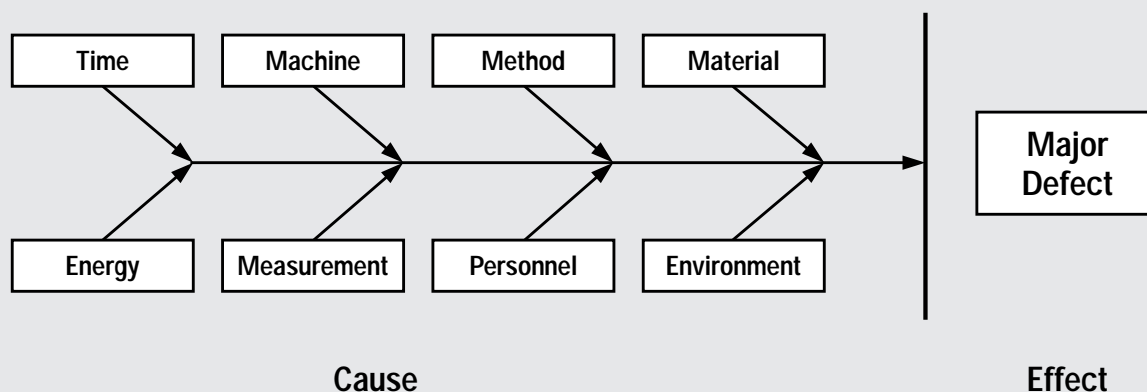 Time
Machine
Method
Material
Major
Defect
Energy
Measurement
Personnel
Environment
Cause
Effect